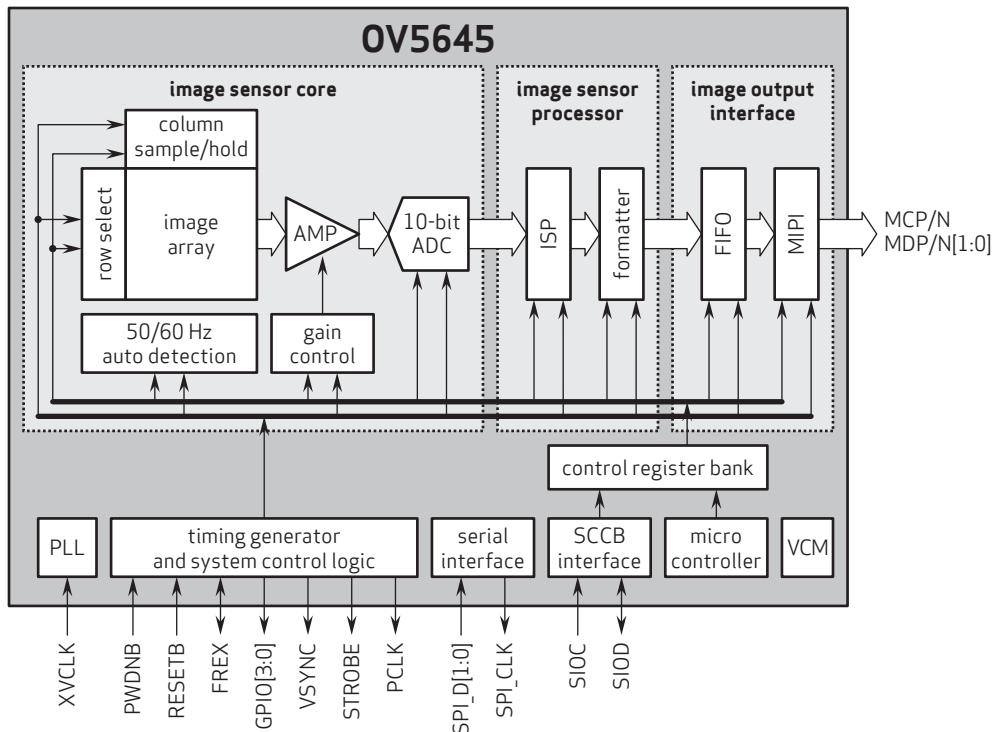 OV5645
image sensor core
image sensor
processor
image output
interface
column
sample/hold
row select
image
array
AMP
10-bit
ADC
ISP
formatter
FIFO
MIPI
MCP/N
MDP/N[1:0]
50/60 Hz
auto detection
gain
control
control register bank
PLL
timing generator
and system control logic
serial
interface
SCCB
interface
micro
controller
VCM
XVCLK
PWDNB
RESETB
FREX
GPIO[3:0]
VSYNC
STROBE
PCLK
SPI_D[1:0]
SPI_CLK
SIOC
SIOD